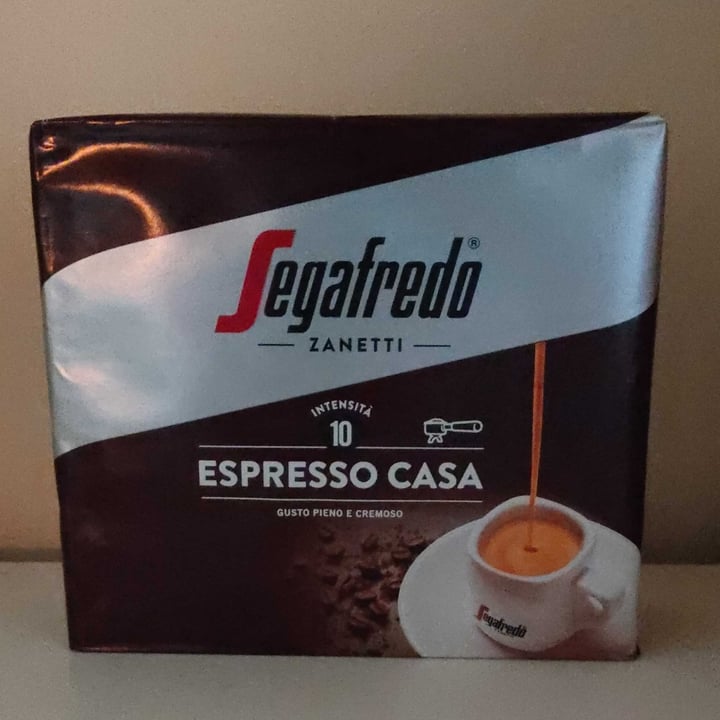 Segafredo®
ZANETTI
INTENSITÀ
10
ESPRESSO CASA
GUSTO PIENO E CREMOSO
Segafredo